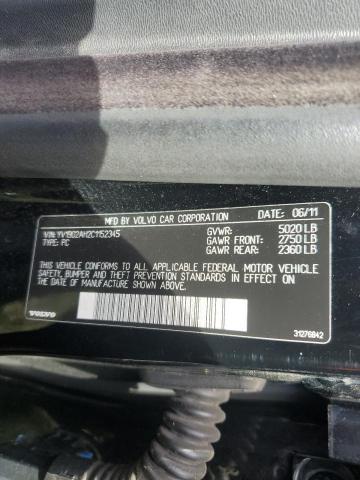 MFD BY VOLVO CAR CORPORATION DATE: 06/11
VIN: YV1902AH2C1152345 GVWR: 5020 LB
TYPE: PC GAWR FRONT: 2750 LB
GAWR REAR: 2360 LB
THIS VEHICLE CONFORMS TO ALL APPLICABLE FEDERAL MOTOR VEHICLE
SAFETY, BUMPER AND THEFT PREVENTION STANDARDS IN EFFECT ON
THE DATE OF MANUFACTURE SHOWN ABOVE.
VOLVO 31276842